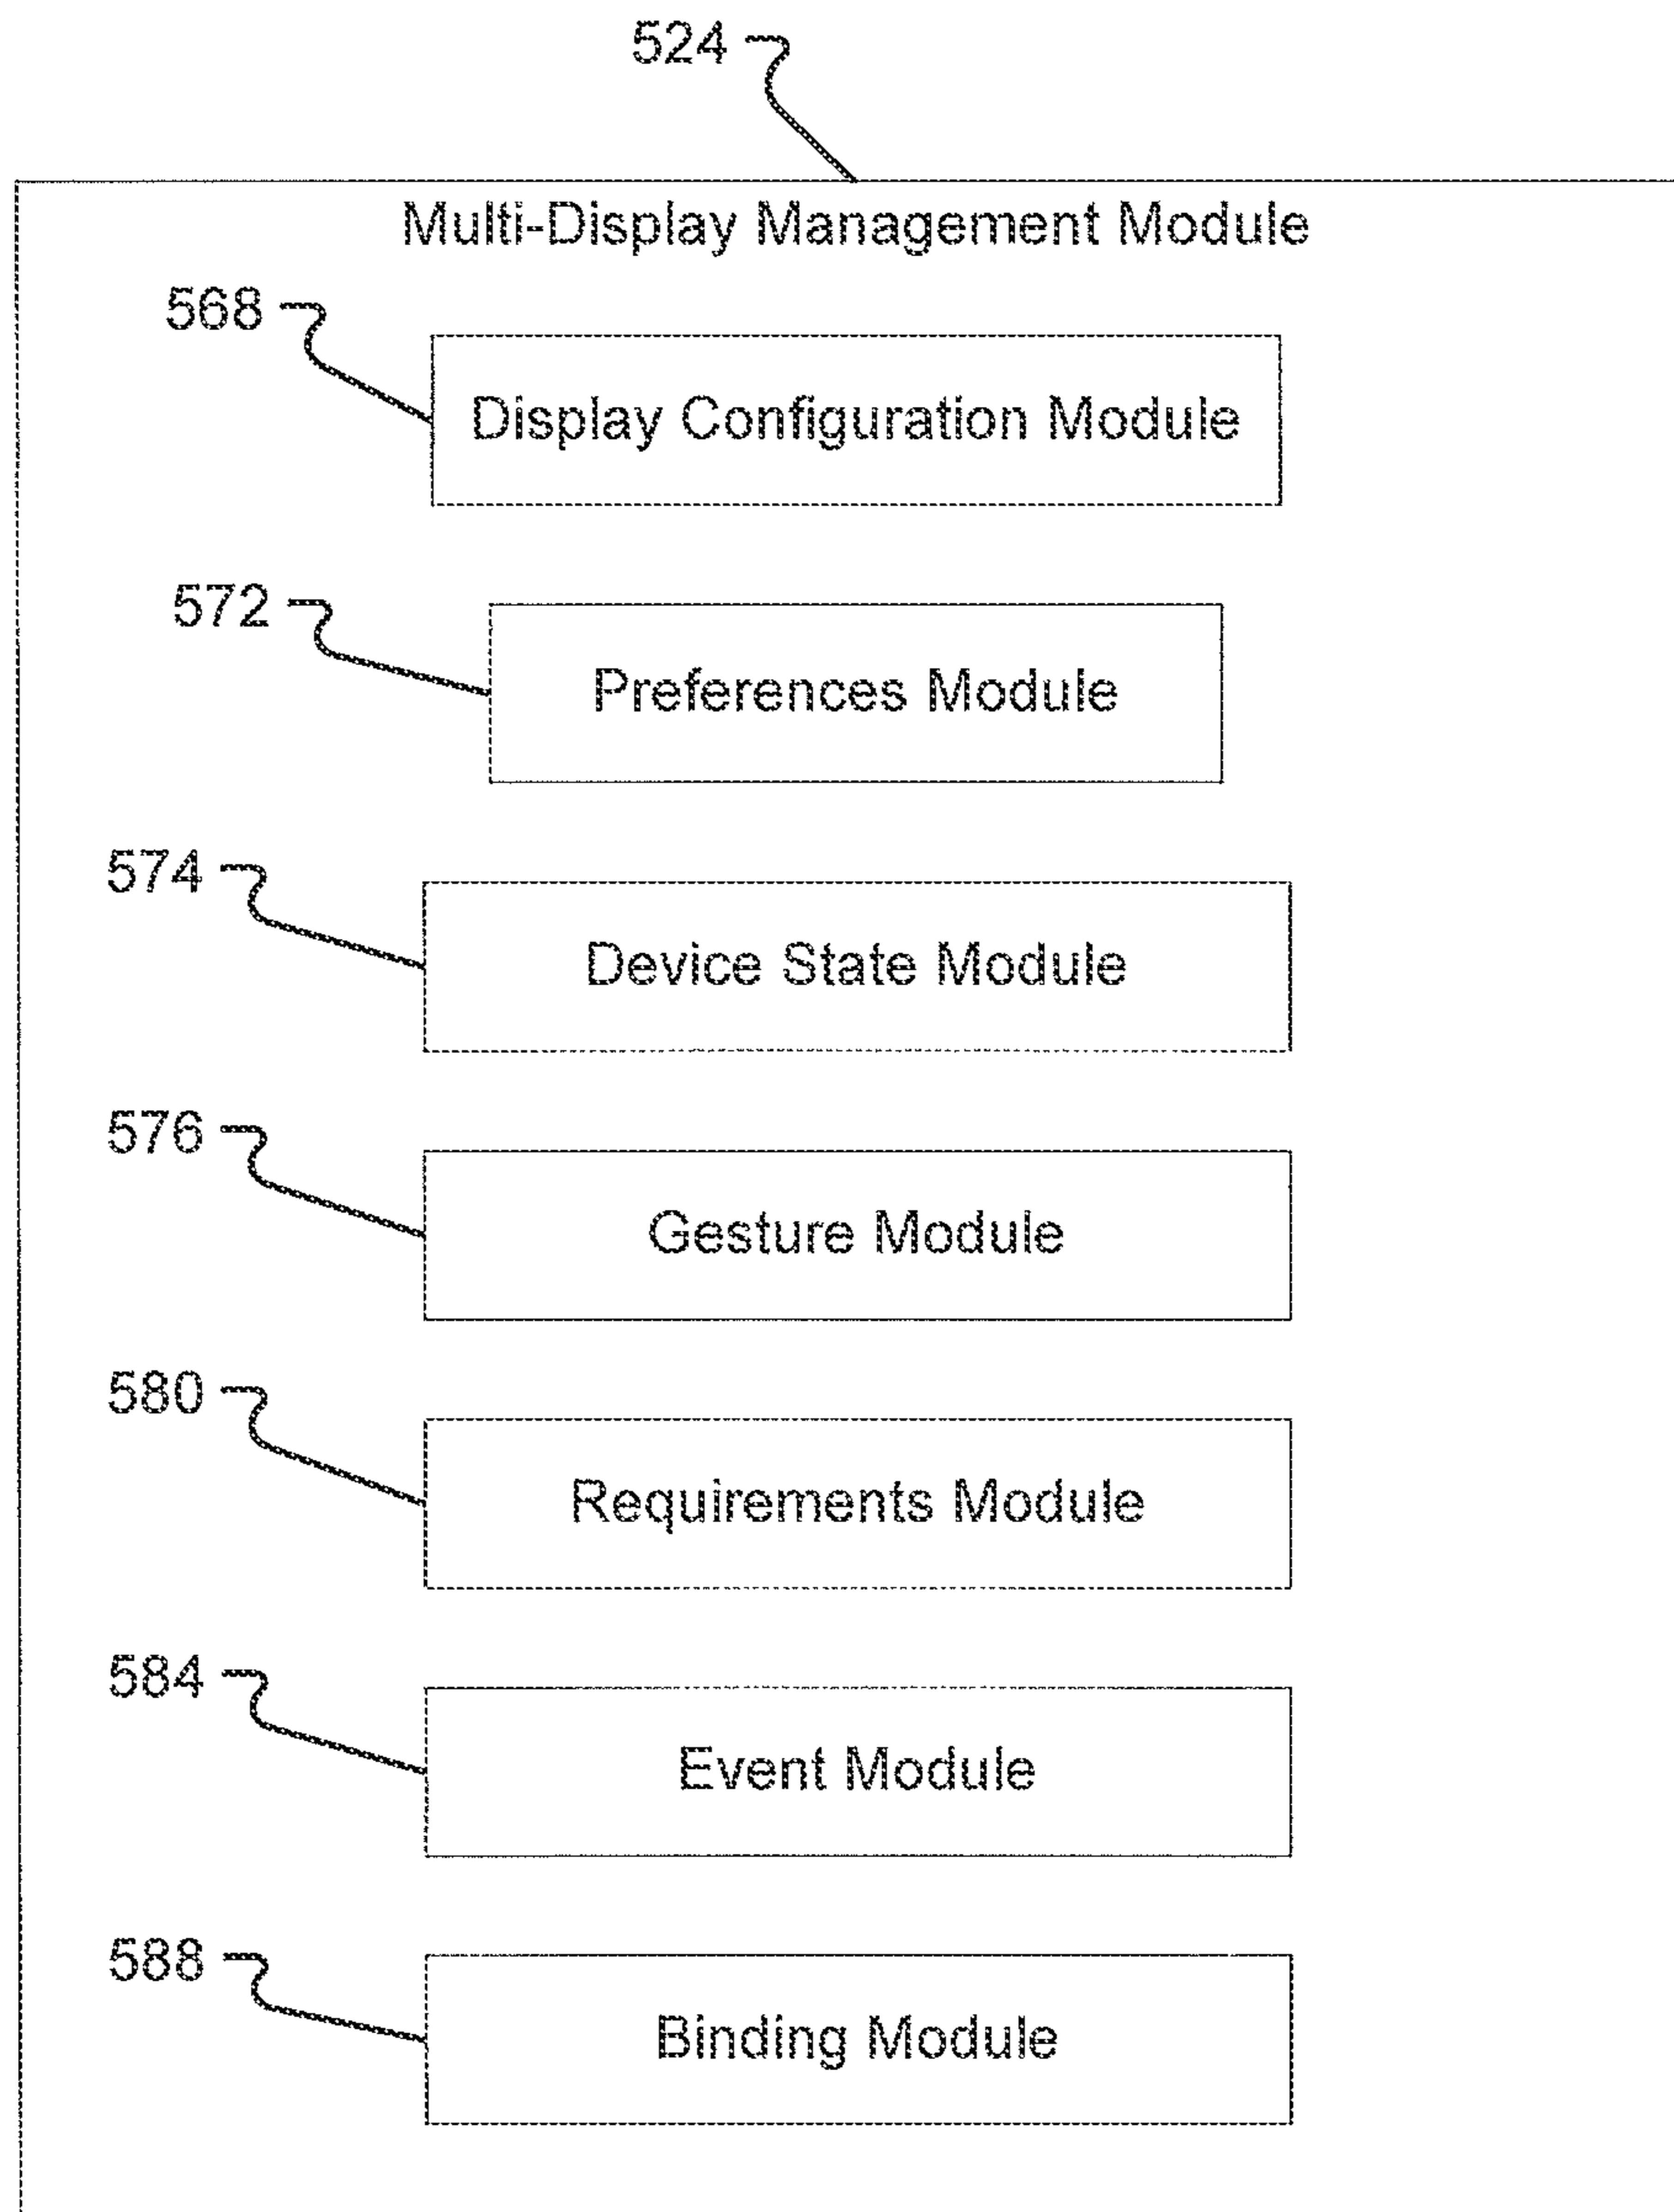 524
Multi-Display Management Module
568
Display Configuration Module
572
Preferences Module
574
Device State Module
576
Gesture Module
580
Requirements Module
584
Event Module
588
Binding Module